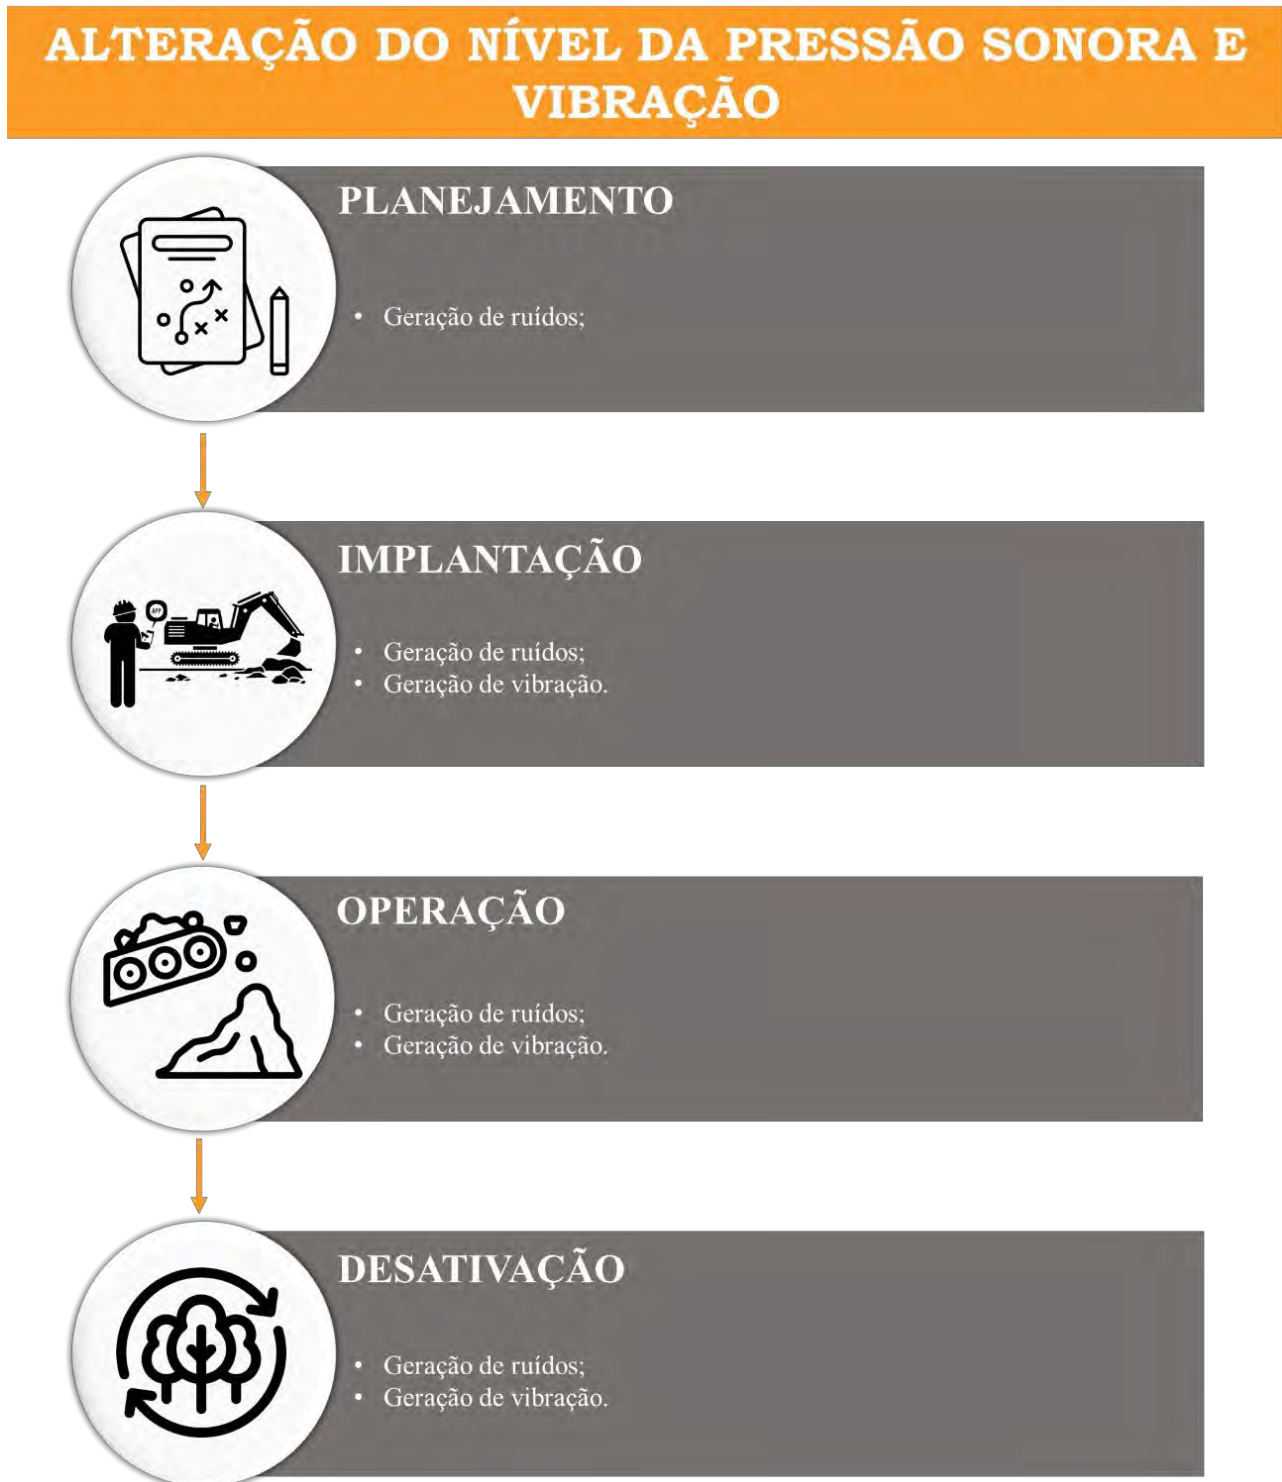 ALTERAÇÃO DO NÍVEL DA PRESSÃO SONORA E
VIBRAÇÃO
PLANEJAMENTO
• Geração de ruídos;
IMPLANTAÇÃO
APP
• Geração de ruídos;
• Geração de vibração.
OPERAÇÃO
• Geração de ruídos;
• Geração de vibração.
DESATIVAÇÃO
• Geração de ruídos;
• Geração de vibração.